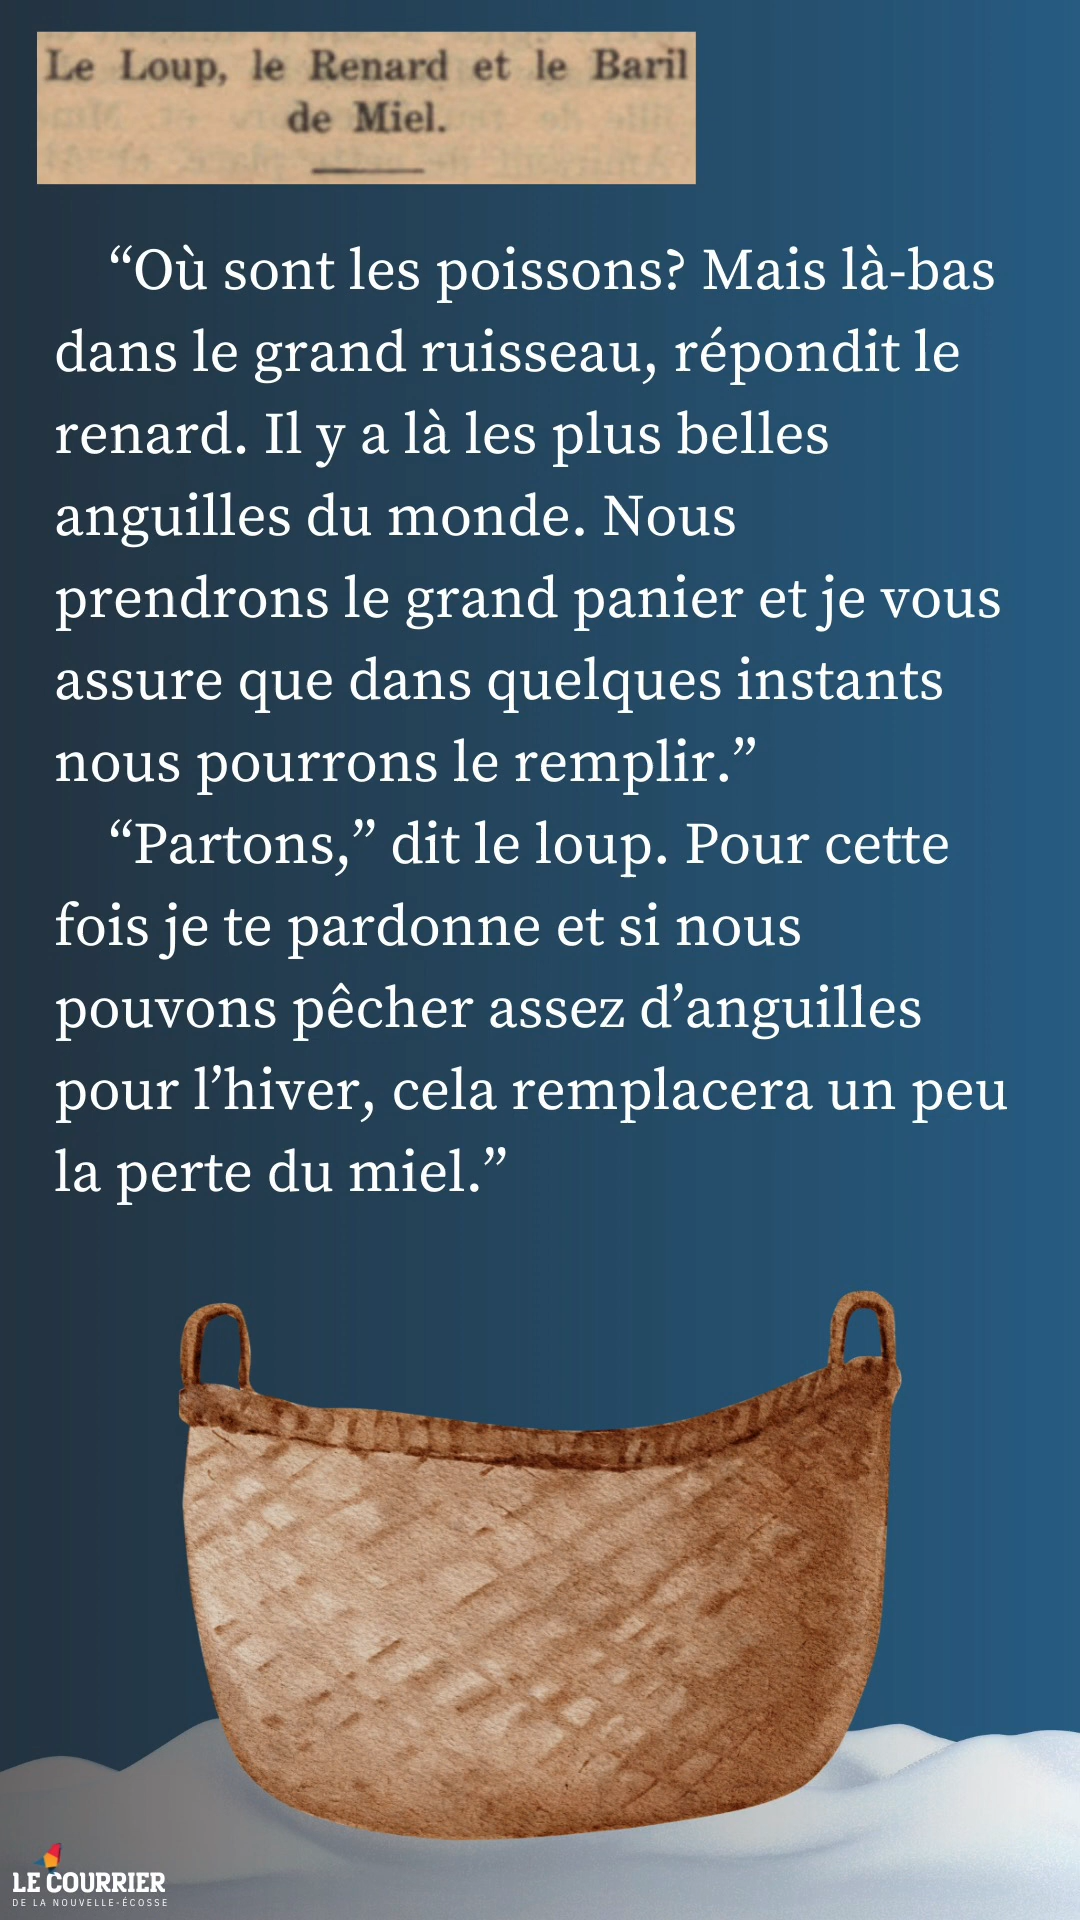 Le Loup, le Renard et le Baril
de Miel.
“Où sont les poissons? Mais là-bas
dans le grand ruisseau, répondit le
renard. Il y a là les plus belles
anguilles du monde. Nous
prendrons le grand panier et je vous
assure que dans quelques instants
nous pourrons le remplir.”
“Partons,” dit le loup. Pour cette
fois je te pardonne et si nous
pouvons pêcher assez d’anguilles
pour l’hiver, cela remplacera un peu
la perte du miel.”
LE COURRIER
DE LA NOUVELLE-ÉCOSSE